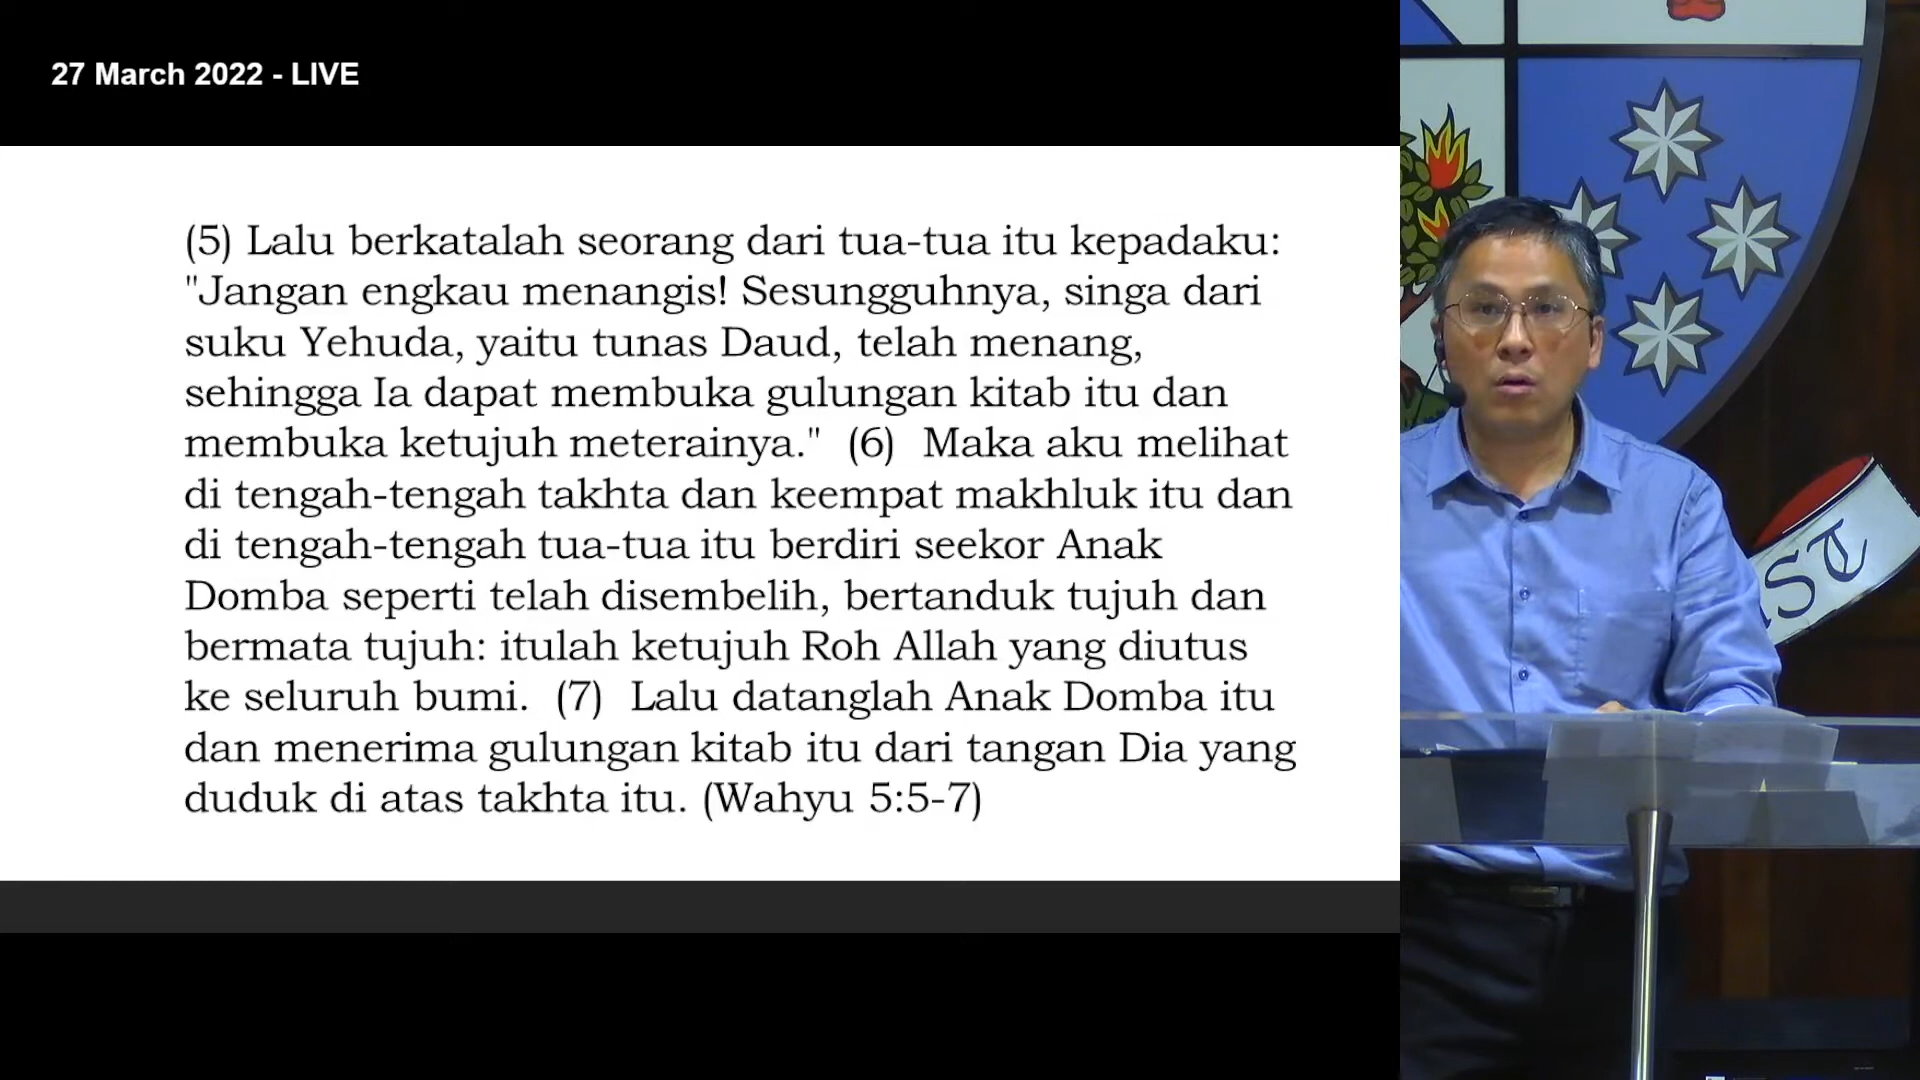 27 March 2022 - LIVE
(5) Lalu berkatalah seorang dari tua-tua itu kepadaku:
"Jangan engkau menangis! Sesungguhnya, singa dari
suku Yehuda, yaitu tunas Daud, telah menang,
sehingga Ia dapat membuka gulungan kitab itu dan
membuka ketujuh meterainya." (6) Maka aku melihat
di tengah-tengah takhta dan keempat makhluk itu dan
di tengah-tengah tua-tua itu berdiri seekor Anak
Domba seperti telah disembelih, bertanduk tujuh dan
bermata tujuh: itulah ketujuh Roh Allah yang diutus
ke seluruh bumi. (7) Lalu datanglah Anak Domba itu
dan menerima gulungan kitab itu dari tangan Dia yang
duduk di atas takhta itu. (Wahyu 5:5-7)